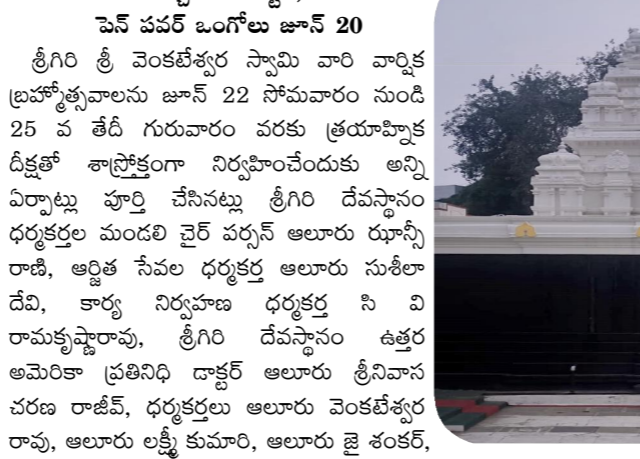 పెన్ పవర్ ఒంగోలు జూన్ 20
శ్రీగిరి శ్రీ వెంకటేశ్వర స్వామి వారి వార్షిక
బ్రహ్మోత్సవాలను జూన్ 22 సోమవారం నుండి
25 వ తేదీ గురువారం వరకు త్రయాహ్నిక
దీక్షతో శాస్త్రోక్తంగా నిర్వహించేందుకు అన్ని
ఏర్పాట్లు పూర్తి చేసినట్లు శ్రీగిరి దేవస్థానం
ధర్మకర్తల మండలి చైర్ పర్సన్ ఆలూరు ఝాన్సీ
రాణి, ఆర్జిత సేవల ధర్మకర్త ఆలూరు సుశీలా
దేవి, కార్య నిర్వహణ ధర్మకర్త సి వి
రామకృష్ణారావు, శ్రీగిరి దేవస్థానం ఉత్తర
అమెరికా ప్రతినిధి డాక్టర్ ఆలూరు శ్రీనివాస
చరణ రాజీవ్, ధర్మకర్తలు ఆలూరు వెంకటేశ్వర
రావు, ఆలూరు లక్ష్మీ కుమారి, ఆలూరు జై శంకర్,